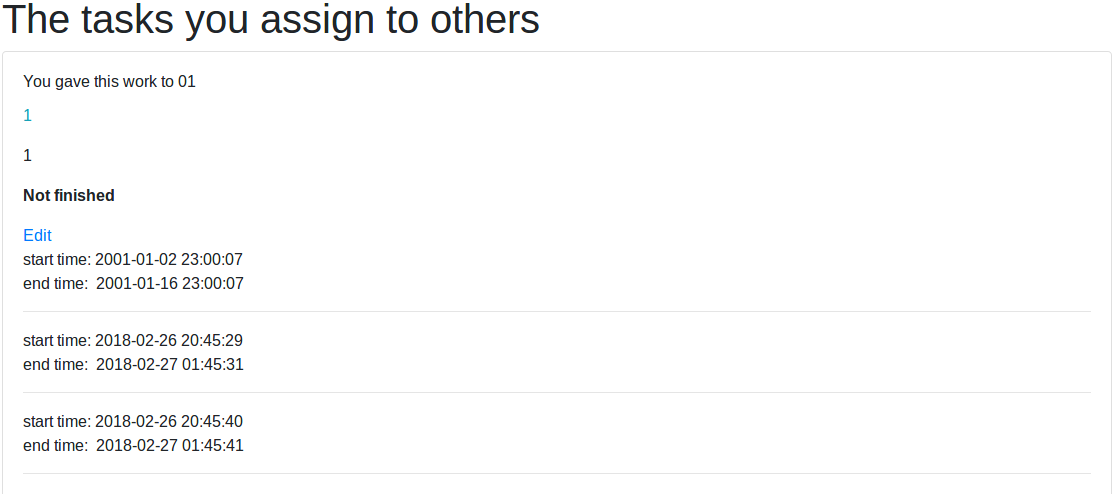 The tasks you assign to others
You gave this work to 01
1
1
Not finished
Edit
start time: 2001-01-02 23:00:07
end time: 2001-01-16 23:00:07
start time: 2018-02-26 20:45:29
end time: 2018-02-27 01:45:31
start time: 2018-02-26 20:45:40
end time: 2018-02-27 01:45:41